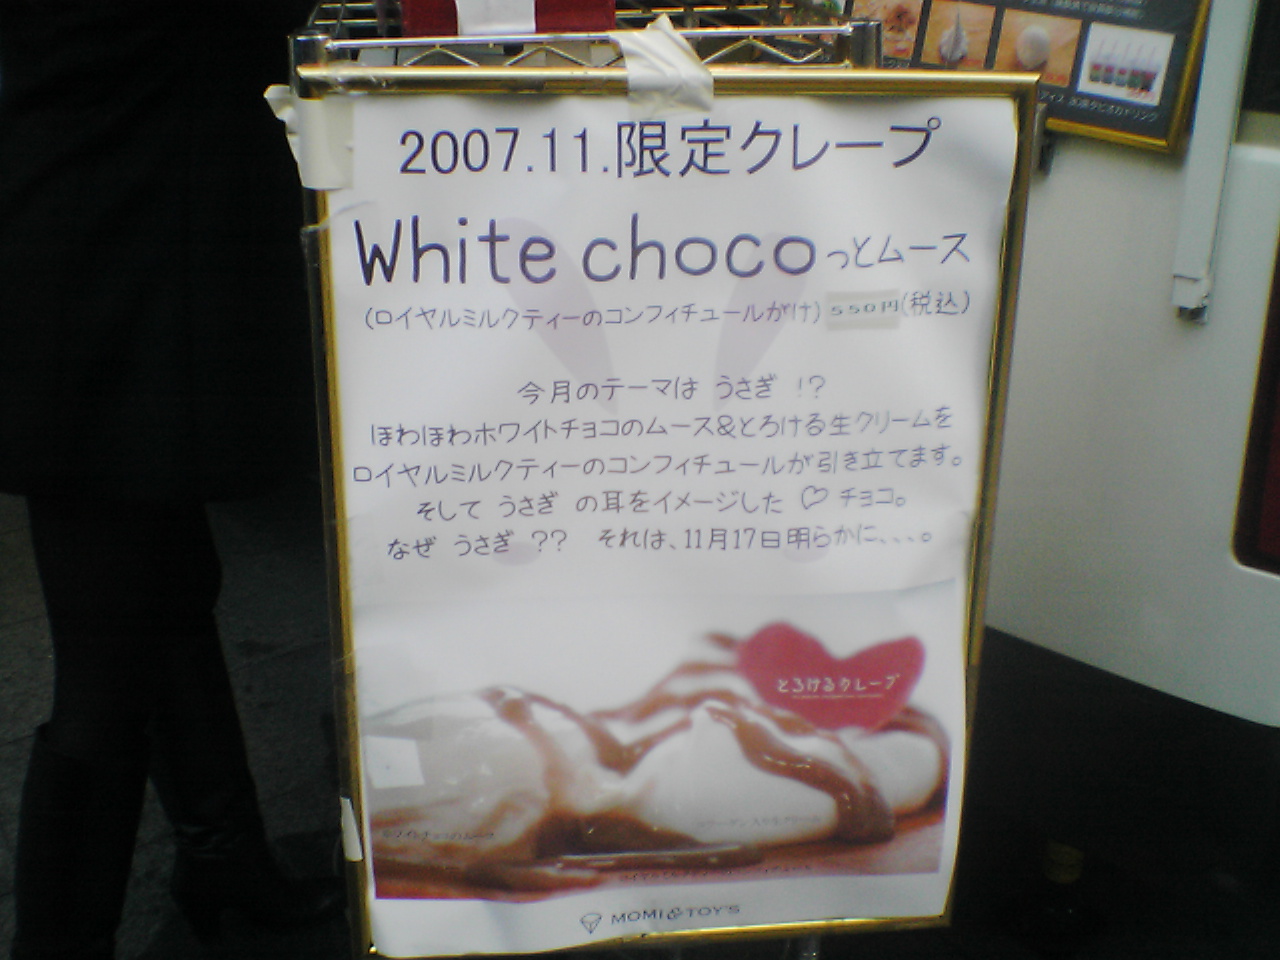 2007.11.限定クレープ
White chocoっとムース
(ロイヤルミルクティーのコンフィチュールがけ) 550円(税込)
今月のテーマは うさぎ !?
ほわほわホワイトチョコのムース&とろける生クリームを
ロイヤルミルクティーのコンフィチュールが引き立てます。
そして うさぎ の耳をイメージした ♡ チョコ。
なぜ うさぎ ?? それは、11月17日明らかに、、、。
とろけるクレープ
MOMI&TOY'S